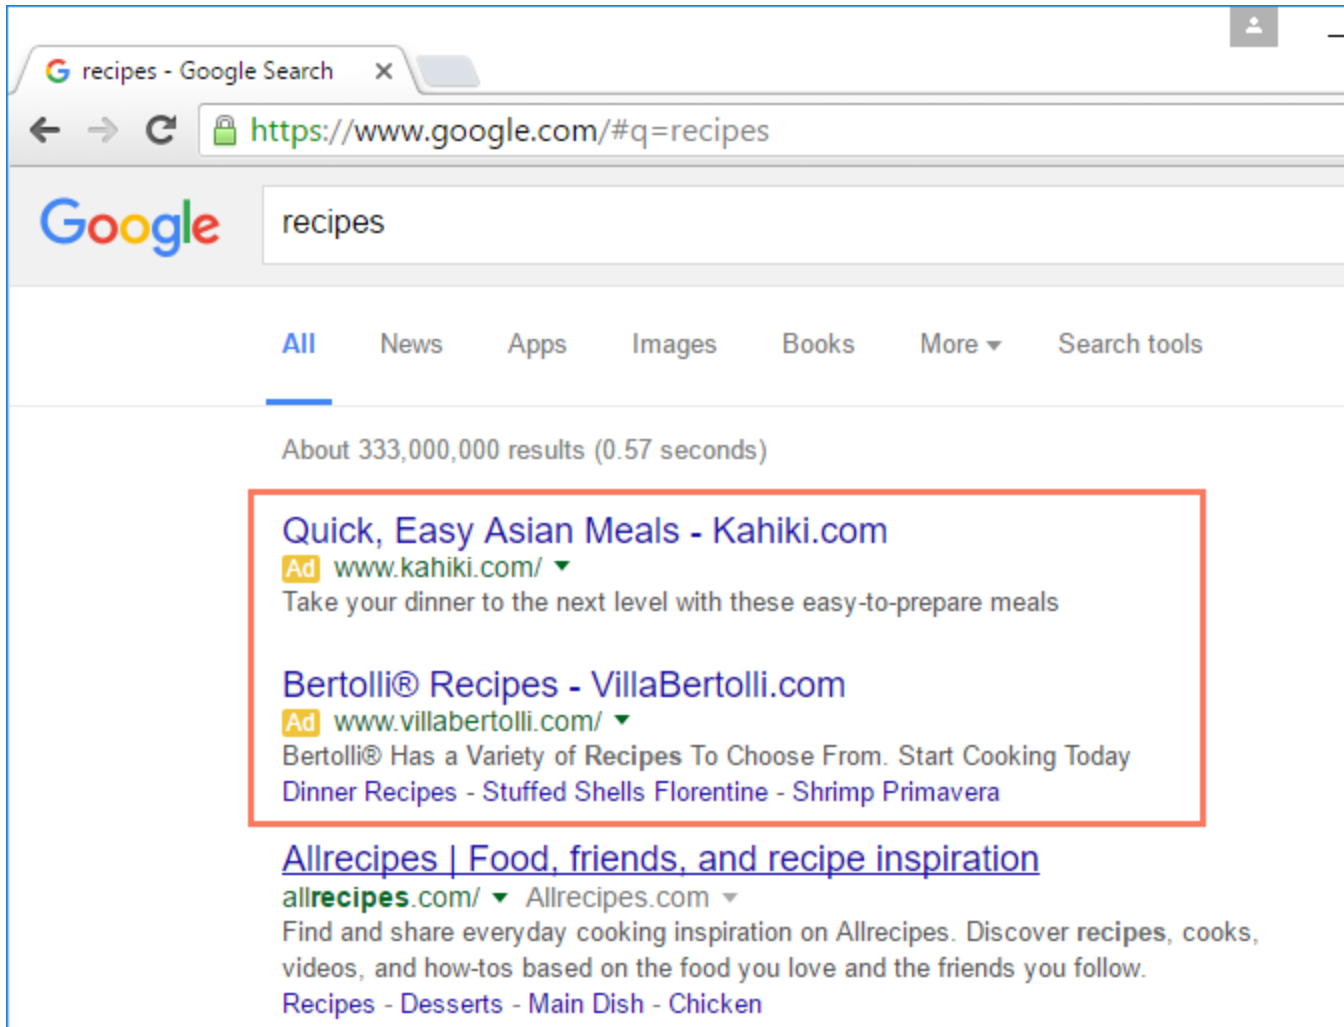 recipes - Google Search
https://www.google.com/#q=recipes
Google recipes
All News Apps Images Books More Search tools
About 333,000,000 results (0.57 seconds)
Quick, Easy Asian Meals - Kahiki.com
Ad www.kahiki.com/
Take your dinner to the next level with these easy-to-prepare meals
Bertolli® Recipes - VillaBertolli.com
Ad www.villabertolli.com/
Bertolli® Has a Variety of Recipes To Choose From. Start Cooking Today
Dinner Recipes - Stuffed Shells Florentine - Shrimp Primavera
Allrecipes | Food, friends, and recipe inspiration
allrecipes.com/ Allrecipes.com
Find and share everyday cooking inspiration on Allrecipes. Discover recipes, cooks,
videos, and how-tos based on the food you love and the friends you follow.
Recipes - Desserts - Main Dish - Chicken